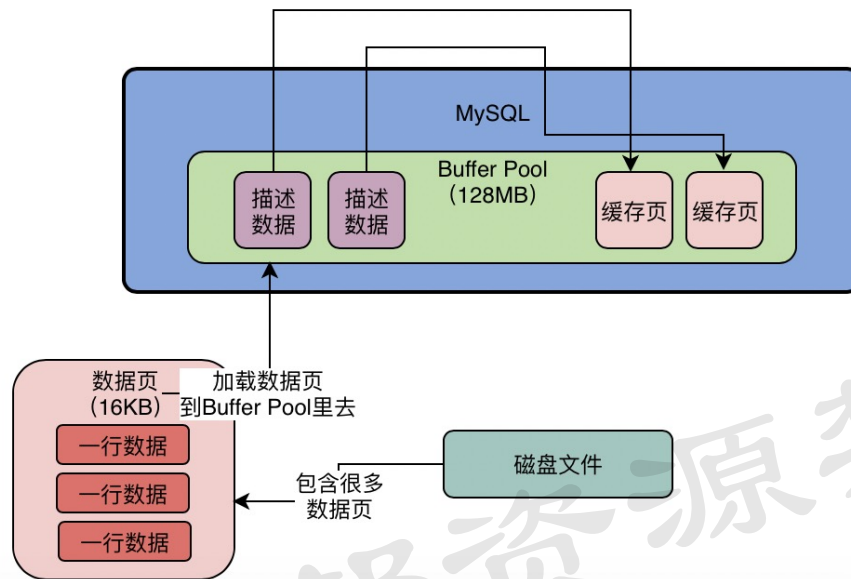 MySQL
Buffer Pool
（128MB）
描述
数据
描述
数据
缓存页
缓存页
数据页
（16KB）
加载数据页
到Buffer Pool里去
一行数据
一行数据
一行数据
包含很多
数据页
磁盘文件
资源